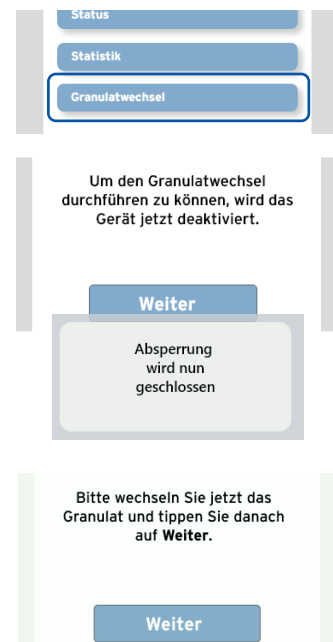 Status
Statistik
Granulatwechsel
Um den Granulatwechsel
durchführen zu können, wird das
Gerät jetzt deaktiviert.
Weiter
Absperrung
wird nun
geschlossen
Bitte wechseln Sie jetzt das
Granulat und tippen Sie danach
auf Weiter.
Weiter